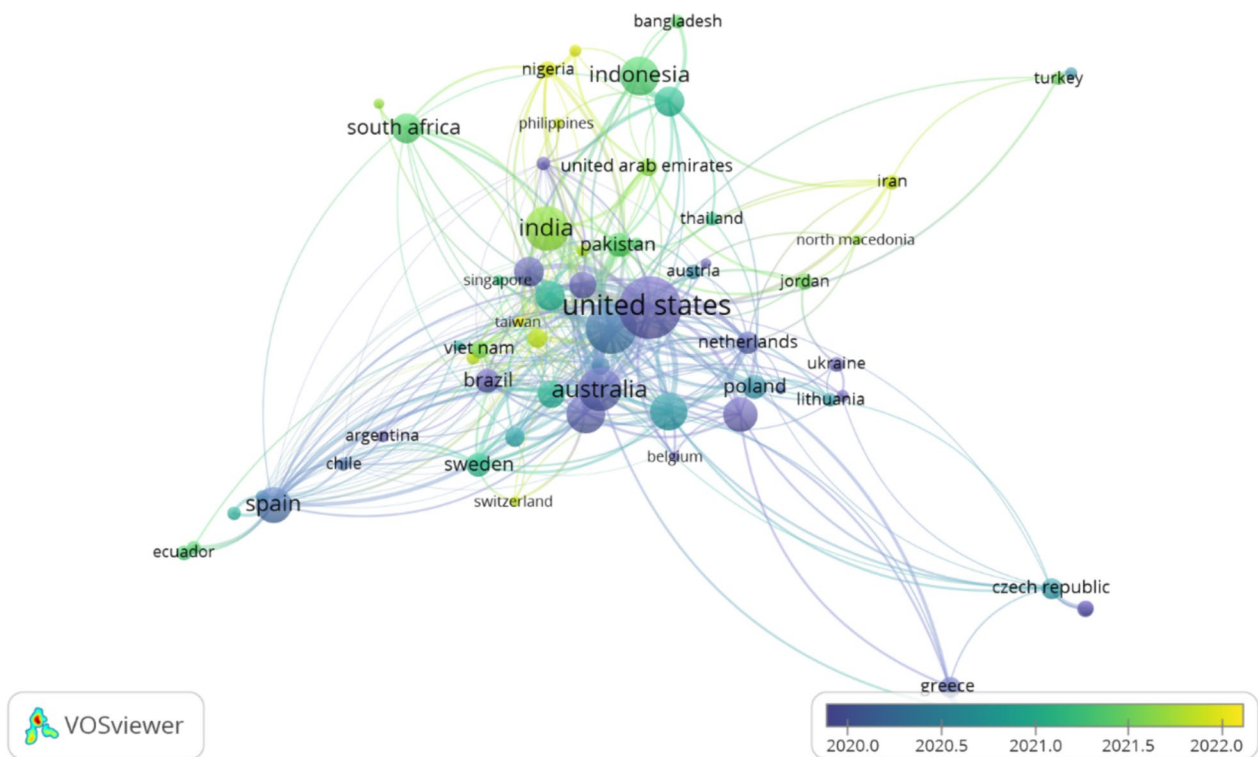 bangladesh
nigeria
indonesia
turkey
philippines
south africa
united arab emirates
iran
thailand
india
pakistan
north macedonia
austria
singapore
jordan
united states
taiwan
netherlands
viet nam
ukraine
brazil
australia
poland
lithuania
argentina
belgium
chile
sweden
switzerland
spain
ecuador
czech republic
greece
VOSviewer
2020.0 2020.5 2021.0 2021.5 2022.0